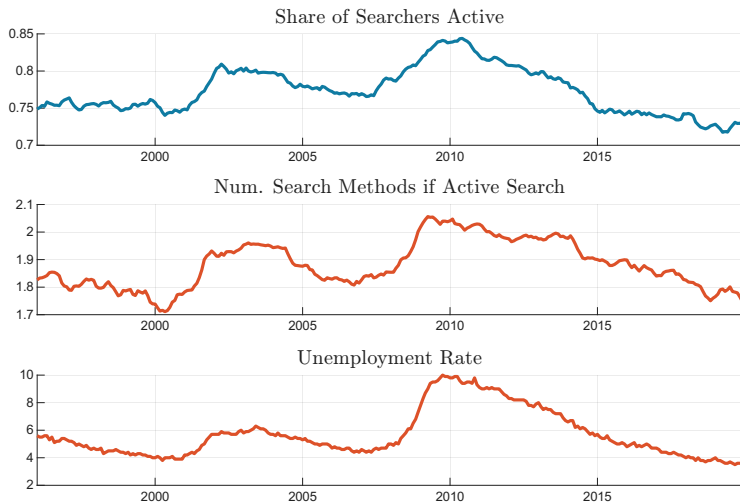 Share of Searchers Active
0.85
0.8
0.75
0.7
2000 2005 2010 2015
Num. Search Methods if Active Search
2.1
2
1.9
1.8
1.7
2000 2005 2010 2015
Unemployment Rate
10
8
6
4
2
2000 2005 2010 2015